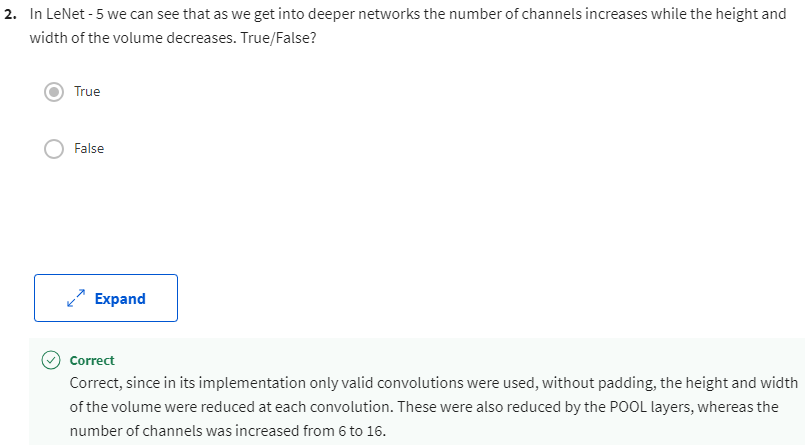 2. In LeNet - 5 we can see that as we get into deeper networks the number of channels increases while the height and
width of the volume decreases. True/False?
True
False
Expand
Correct
Correct, since in its implementation only valid convolutions were used, without padding, the height and width
of the volume were reduced at each convolution. These were also reduced by the POOL layers, whereas the
number of channels was increased from 6 to 16.